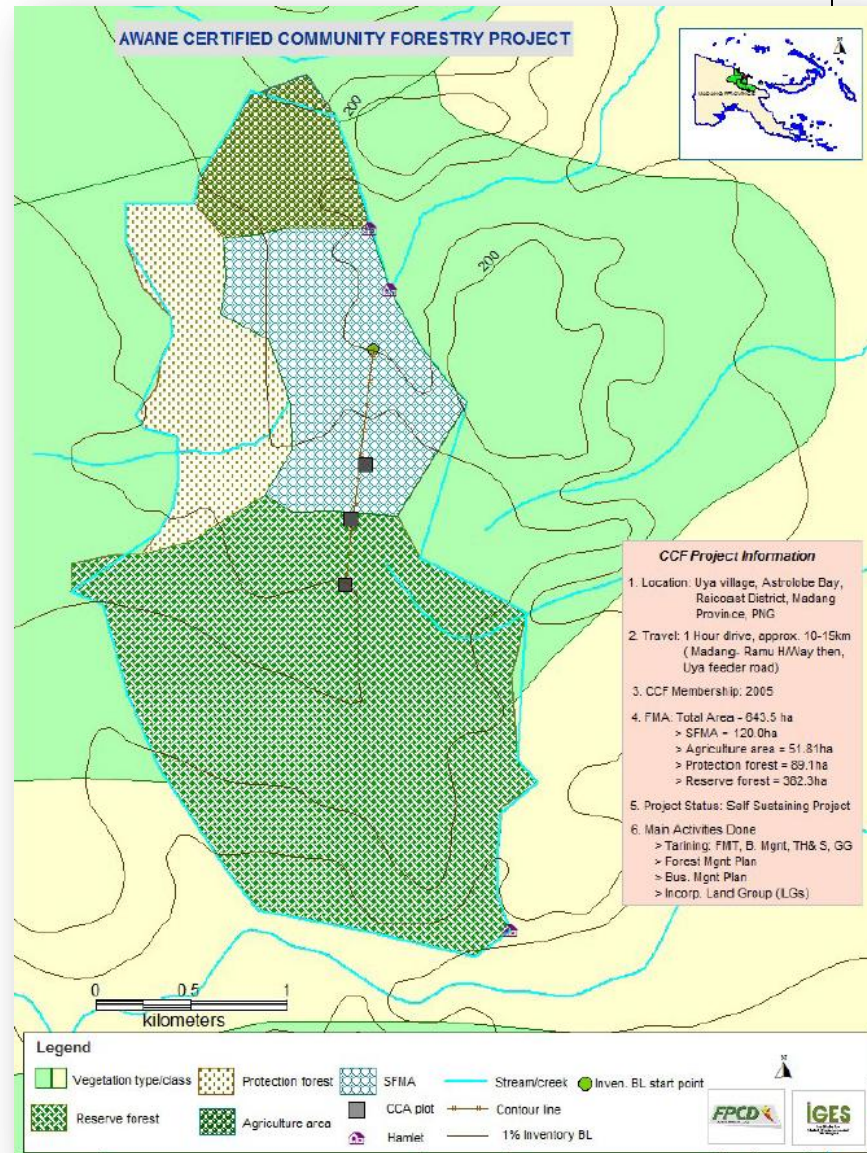 AWANE CERTIFIED COMMUNITY FORESTRY PROJECT
MADANG PROVINCE
200
200
CCF Project Information
1. Location: Uya village, Astrolobe Bay,
Raicoast District, Madang
Province, PNG
2. Travel: 1 Hour drive, approx. 10-15km
( Madang- Ramu H/Way then,
Uya feeder road)
3. CCF Membership: 2005
4. FMA: Total Area - 643.5 ha
> SFMA = 120.0ha
> Agriculture area = 51.81ha
> Protection forest = 89.1ha
> Reserve forest = 382.3ha
5. Project Status: Self Sustaining Project
6. Main Activities Done
> Tarining: FMT, B. Mgnt, TH& S, GG
> Forest Mgnt Plan
> Bus. Mgnt Plan
> Incorp. Land Group (ILGs)
0 0.5 1
kilometers
Legend
Vegetation type/class Protection forest SFMA Stream/creek Inven. BL start point
Reserve forest Agriculture area CCA plot Contour line
Hamlet 1% Inventory BL
FPCD IGES